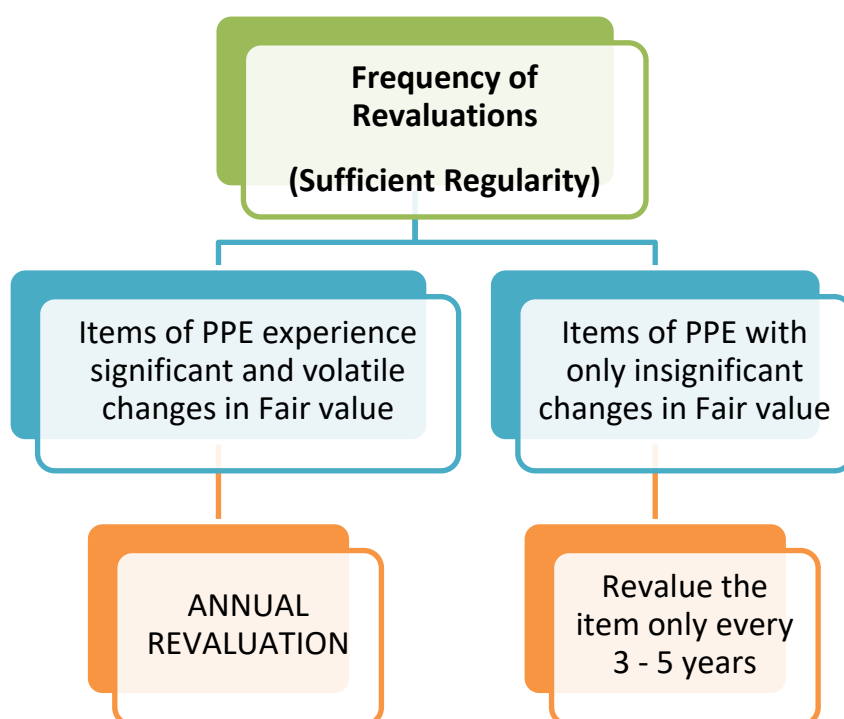 Frequency of
Revaluations
(Sufficient Regularity)
Items of PPE experience
significant and volatile
changes in Fair value
Items of PPE with
only insignificant
changes in Fair value
ANNUAL
REVALUATION
Revalue the
item only every
3 - 5 years